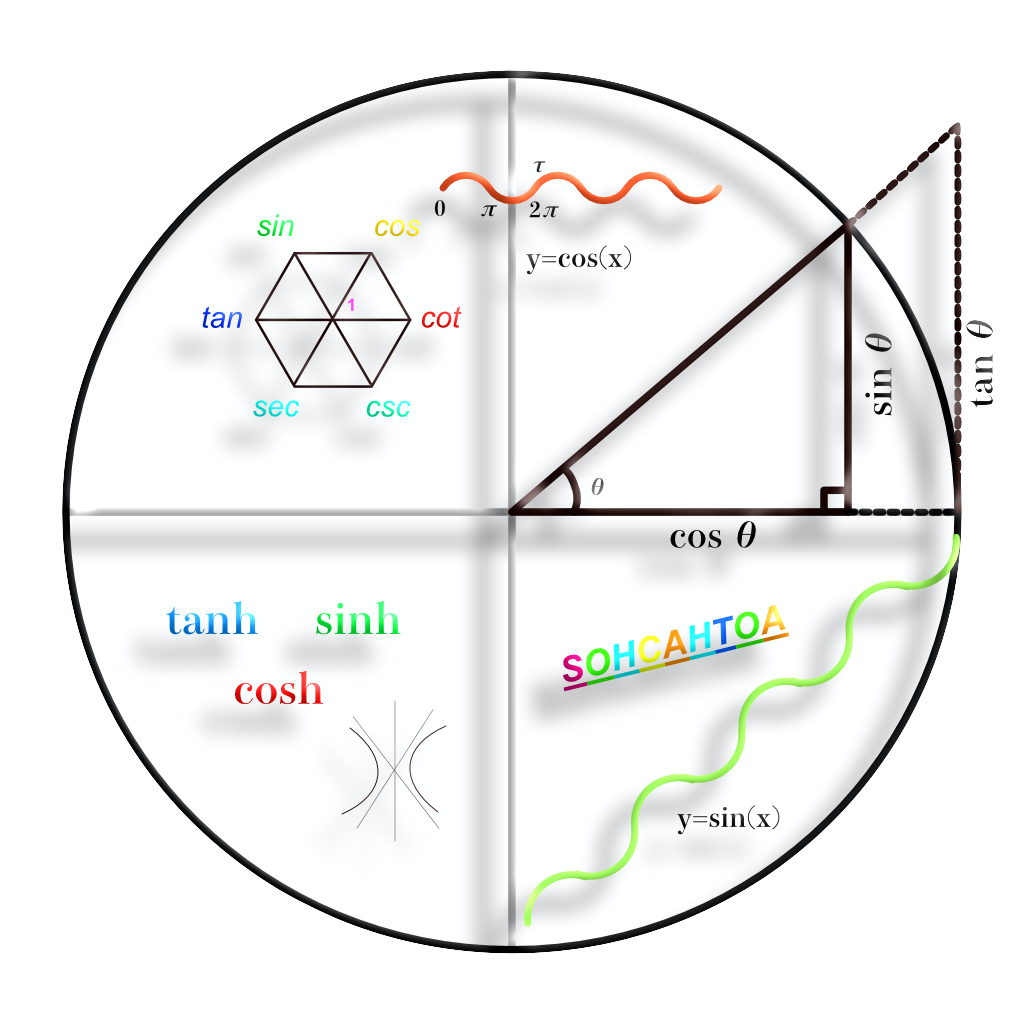 τ
0 π 2π
y=cos(x)
sin cos
tan 1 cot
sec csc
sin θ
tan θ
θ
cos θ
tanh sinh
cosh
SOHCAHTOA
y=sin(x)